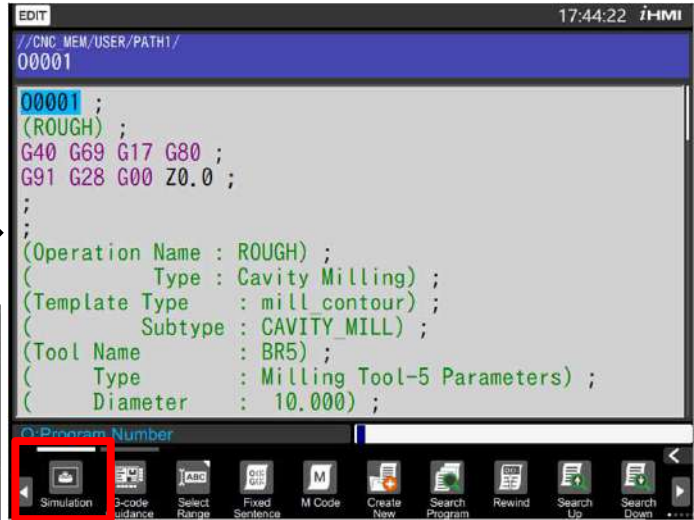 EDIT 17:44:22 iHMI
//CNC_MEM/USER/PATH1/
O0001
O0001 ;
(ROUGH) ;
G40 G69 G17 G80 ;
G91 G28 G00 Z0.0 ;
;
;
(Operation Name : ROUGH) ;
( Type : Cavity Milling) ;
(Template Type : mill_contour) ;
( Subtype : CAVITY_MILL) ;
(Tool Name : BR5) ;
( Type : Milling Tool-5 Parameters) ;
( Diameter : 10.000) ;
O:Program Number
ABC M
Simulation G-code Guidance Select Range Fixed Sentence M Code Create New Search Program Rewind Search Up Search Down